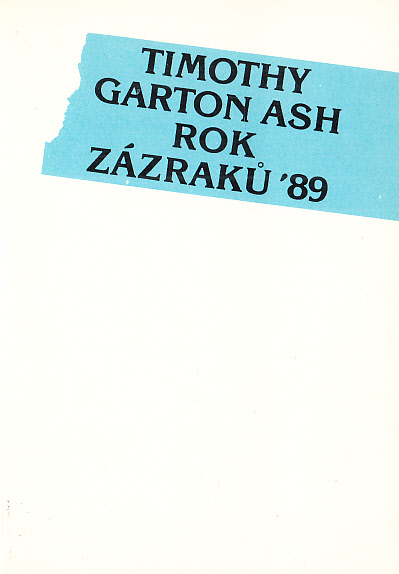 TIMOTHY
GARTON ASH
ROK
ZÁZRAKŮ '89